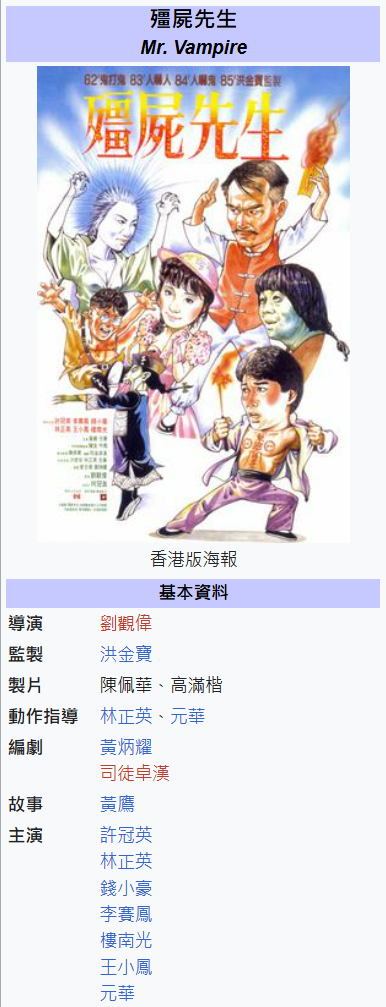 殭屍先生
Mr. Vampire
82'鬼打鬼 83'人嚇人 84'人嚇鬼 85'洪金寶監製
殭屍先生
香港版海報
基本資料
導演 劉觀偉
監製 洪金寶
製片 陳佩華、高滿楷
動作指導 林正英、元華
編劇 黃炳耀
司徒卓漢
故事 黃鷹
主演 許冠英
林正英
錢小豪
李賽鳳
樓南光
王小鳳
元華